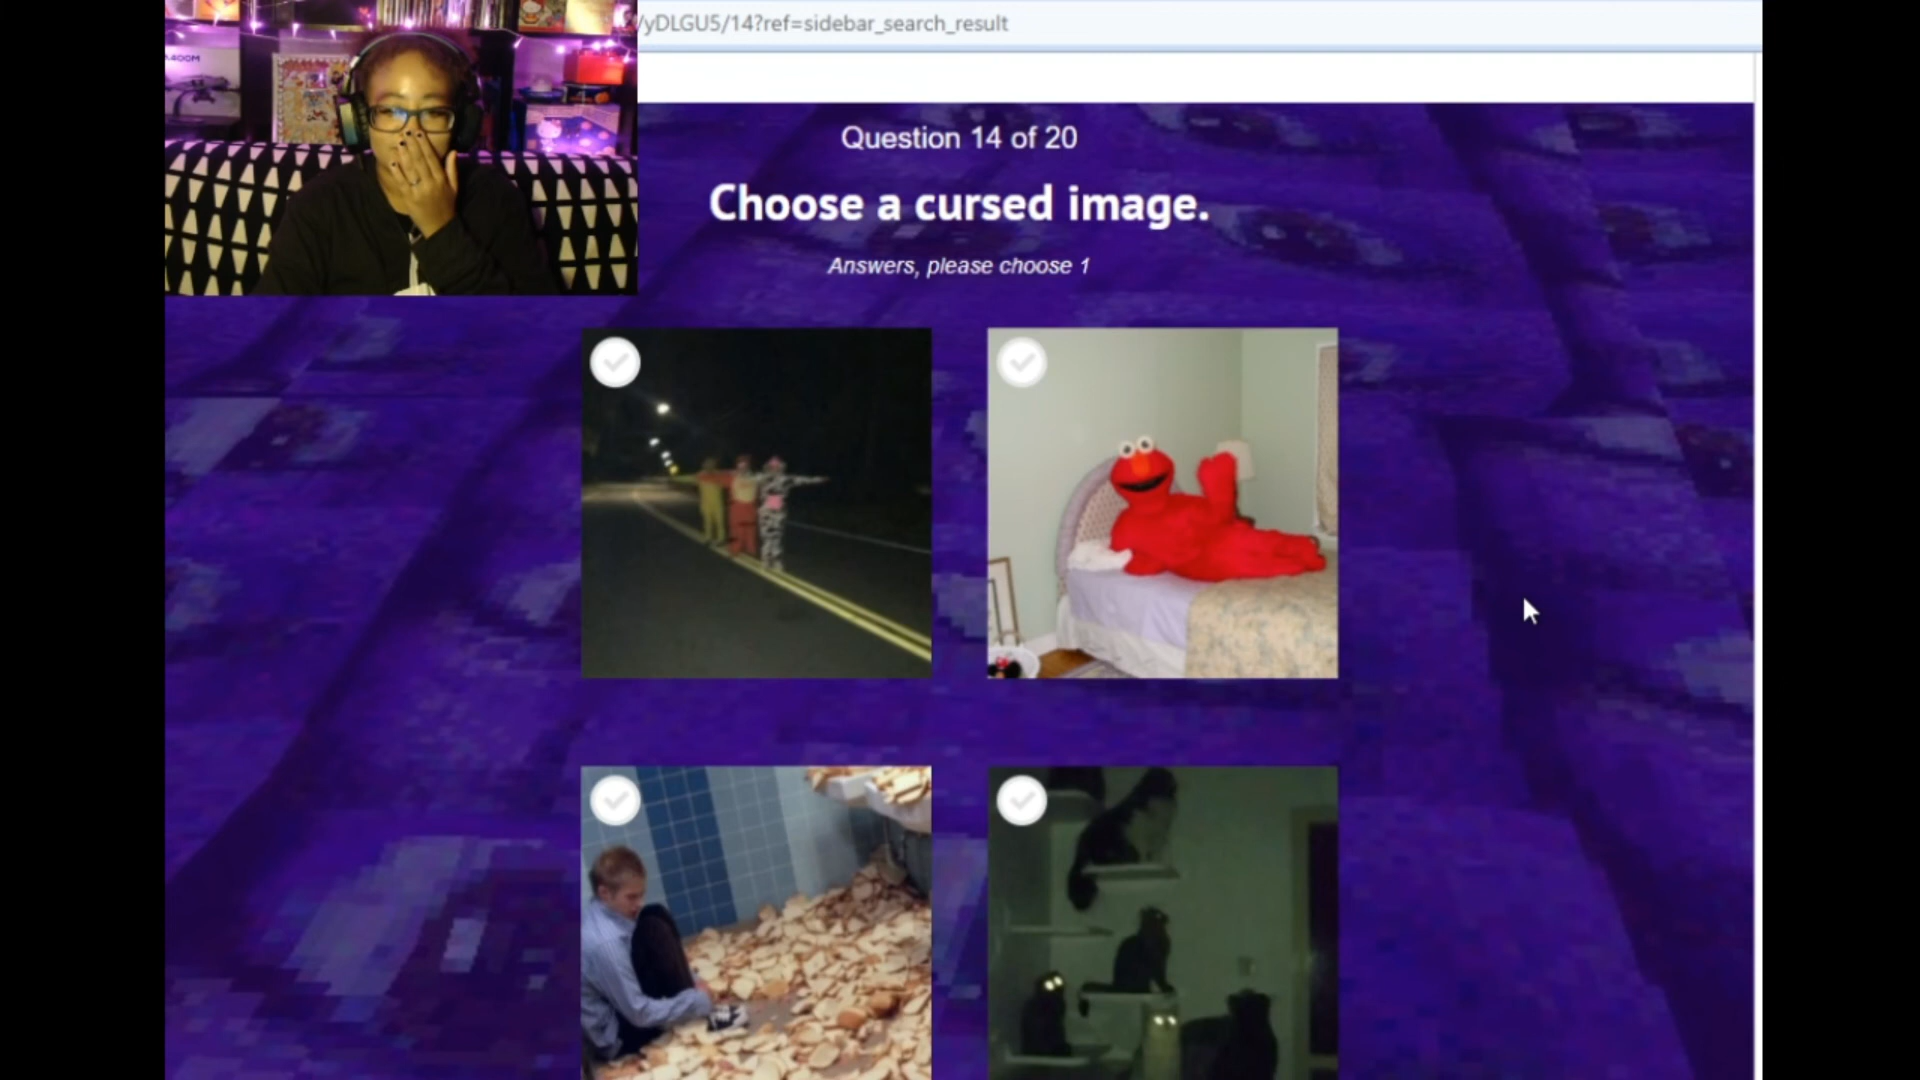 /yDLGU5/14?ref=sidebar_search_result
Question 14 of 20
Choose a cursed image.
Answers, please choose 1